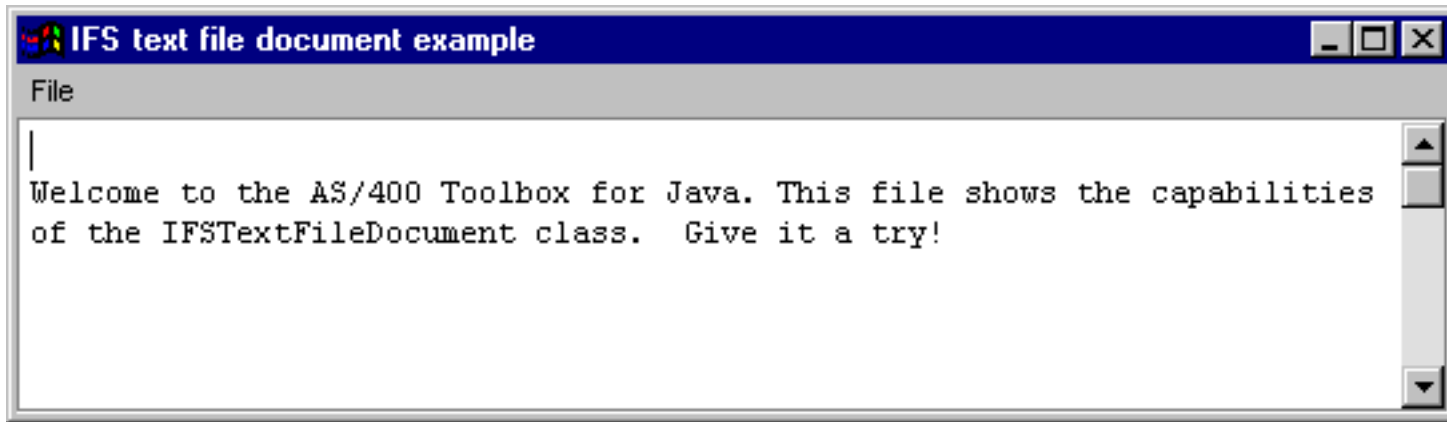 IFS text file document example
File
Welcome to the AS/400 Toolbox for Java. This file shows the capabilities
of the IFSTextFileDocument class.  Give it a try!